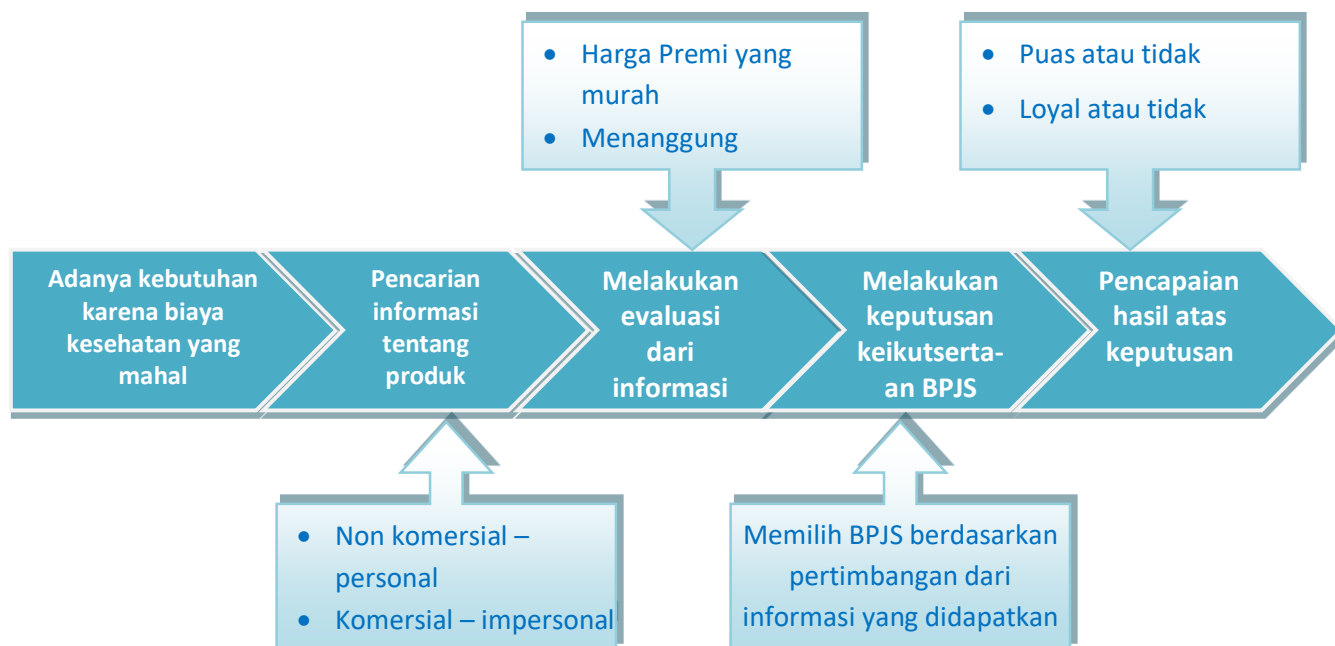 • Harga Premi yang
murah
• Menanggung
• Puas atau tidak
• Loyal atau tidak
Adanya kebutuhan
karena biaya
kesehatan yang
mahal
Pencarian
informasi
tentang
produk
Melakukan
evaluasi
dari
informasi
Melakukan
keputusan
keikutserta-
an BPJS
Pencapaian
hasil atas
keputusan
• Non komersial –
personal
• Komersial – impersonal
Memilih BPJS berdasarkan
pertimbangan dari
informasi yang didapatkan